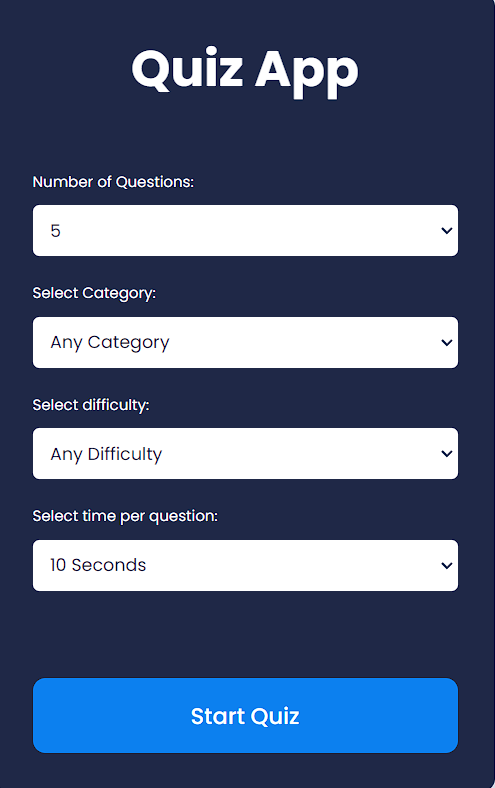 Quiz App
Number of Questions:
5
Select Category:
Any Category
Select difficulty:
Any Difficulty
Select time per question:
10 Seconds
Start Quiz